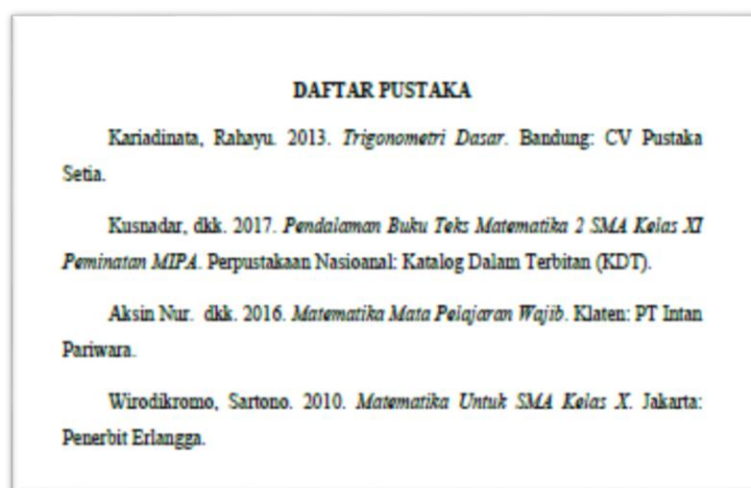 DAFTAR PUSTAKA
Kariadinata, Rahayu. 2013. Trigonometri Dasar. Bandung: CV Pustaka
Setia.
Kusnadar, dkk. 2017. Pendalaman Buku Teks Matematika 2 SMA Kelas XI
Peminatan MIPA. Perpustakaan Nasioanal: Katalog Dalam Terbitan (KDT).
Aksin Nur. dkk. 2016. Matematika Mata Pelajaran Wajib. Klaten: PT Intan
Pariwara.
Wirodikromo, Sartono. 2010. Matematika Untuk SMA Kelas X. Jakarta:
Penerbit Erlangga.